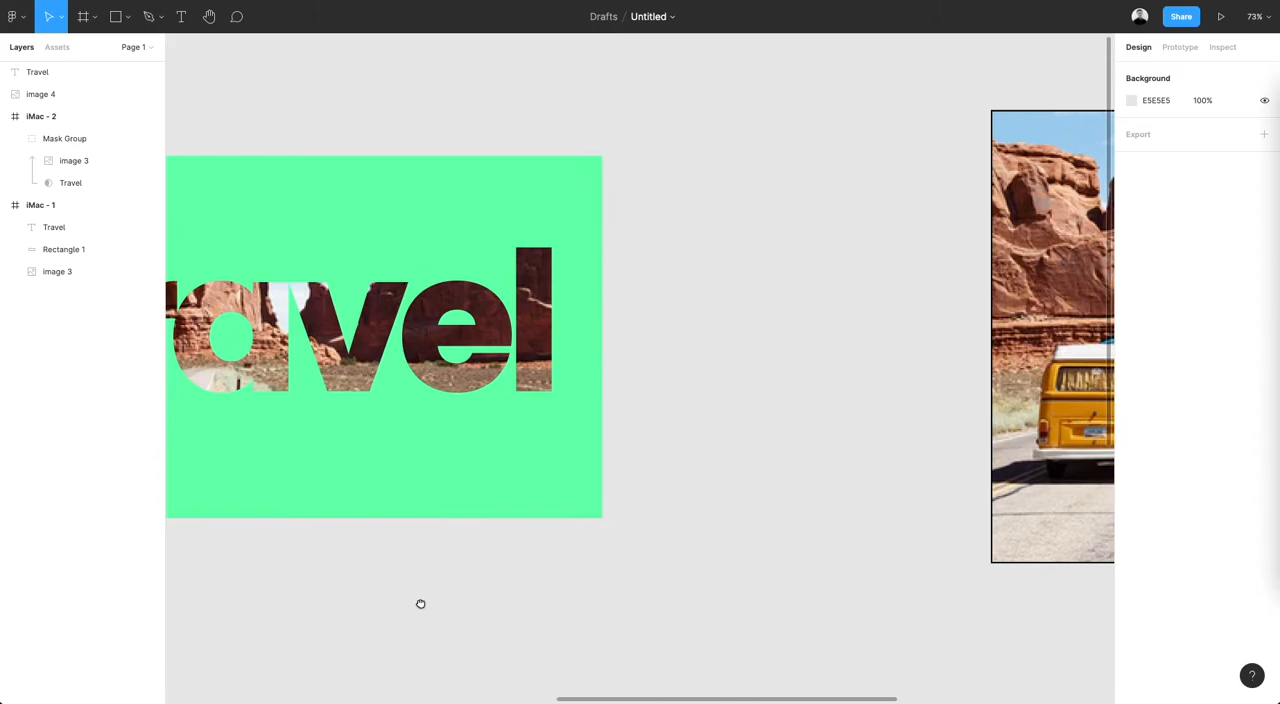 Drafts / Untitled
Share
73%
Layers
Assets
Page 1
Design
Prototype
Inspect
Travel
image 4
iMac - 2
Mask Group
image 3
Travel
iMac - 1
Travel
Rectangle 1
image 3
Background
E5E5E5
100%
Export
ravel
?